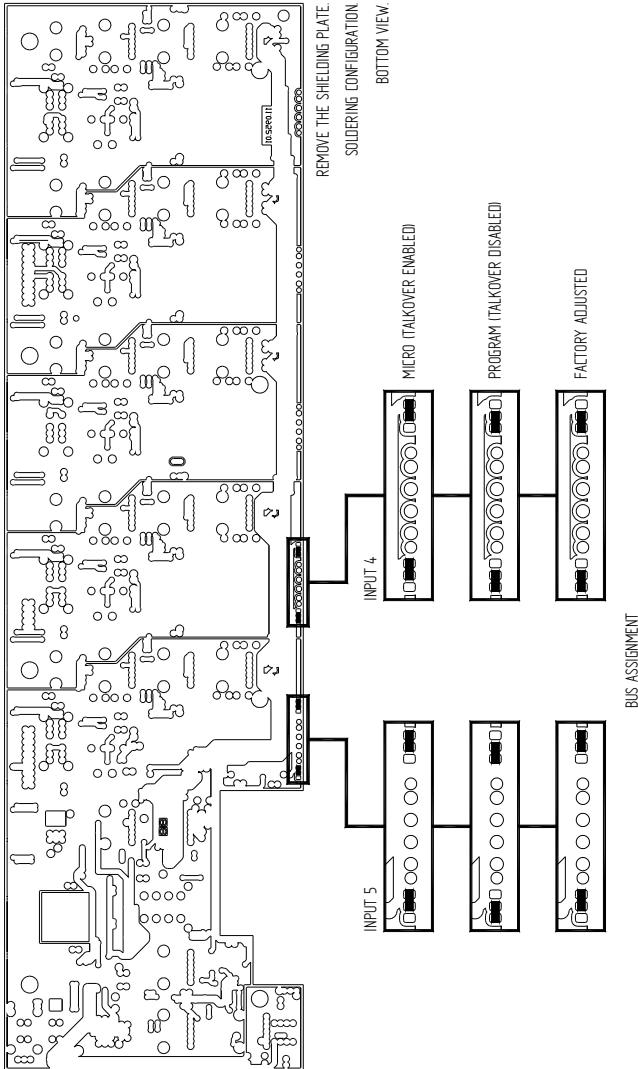 REMOVE THE SHIELDING PLATE.
SOLDERING CONFIGURATION.
BOTTOM VIEW.
MICRO (TALKOVER ENABLED)
PROGRAM (TALKOVER DISABLED)
FACTORY ADJUSTED
INPUT 4
INPUT 5
BUS ASSIGNMENT